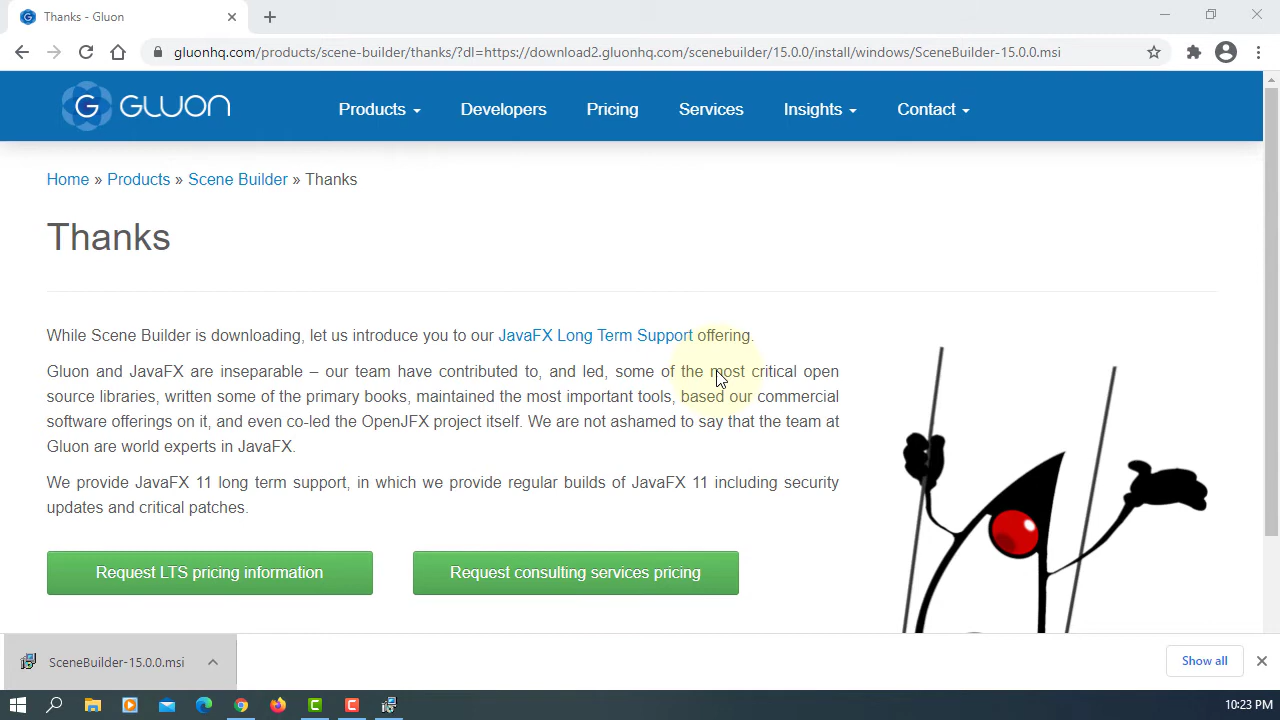 Thanks - Gluon
gluonhq.com/products/scene-builder/thanks/?dl=https://download2.gluonhq.com/scenebuilder/15.0.0/install/windows/SceneBuilder-15.0.0.msi
G GLUON Products Developers Pricing Services Insights Contact
Home » Products » Scene Builder » Thanks
Thanks
While Scene Builder is downloading, let us introduce you to our JavaFX Long Term Support offering.
Gluon and JavaFX are inseparable – our team have contributed to, and led, some of the most critical open
source libraries, written some of the primary books, maintained the most important tools, based our commercial
software offerings on it, and even co-led the OpenJFX project itself. We are not ashamed to say that the team at
Gluon are world experts in JavaFX.
We provide JavaFX 11 long term support, in which we provide regular builds of JavaFX 11 including security
updates and critical patches.
Request LTS pricing information Request consulting services pricing
SceneBuilder-15.0.0.msi Show all
10:23 PM